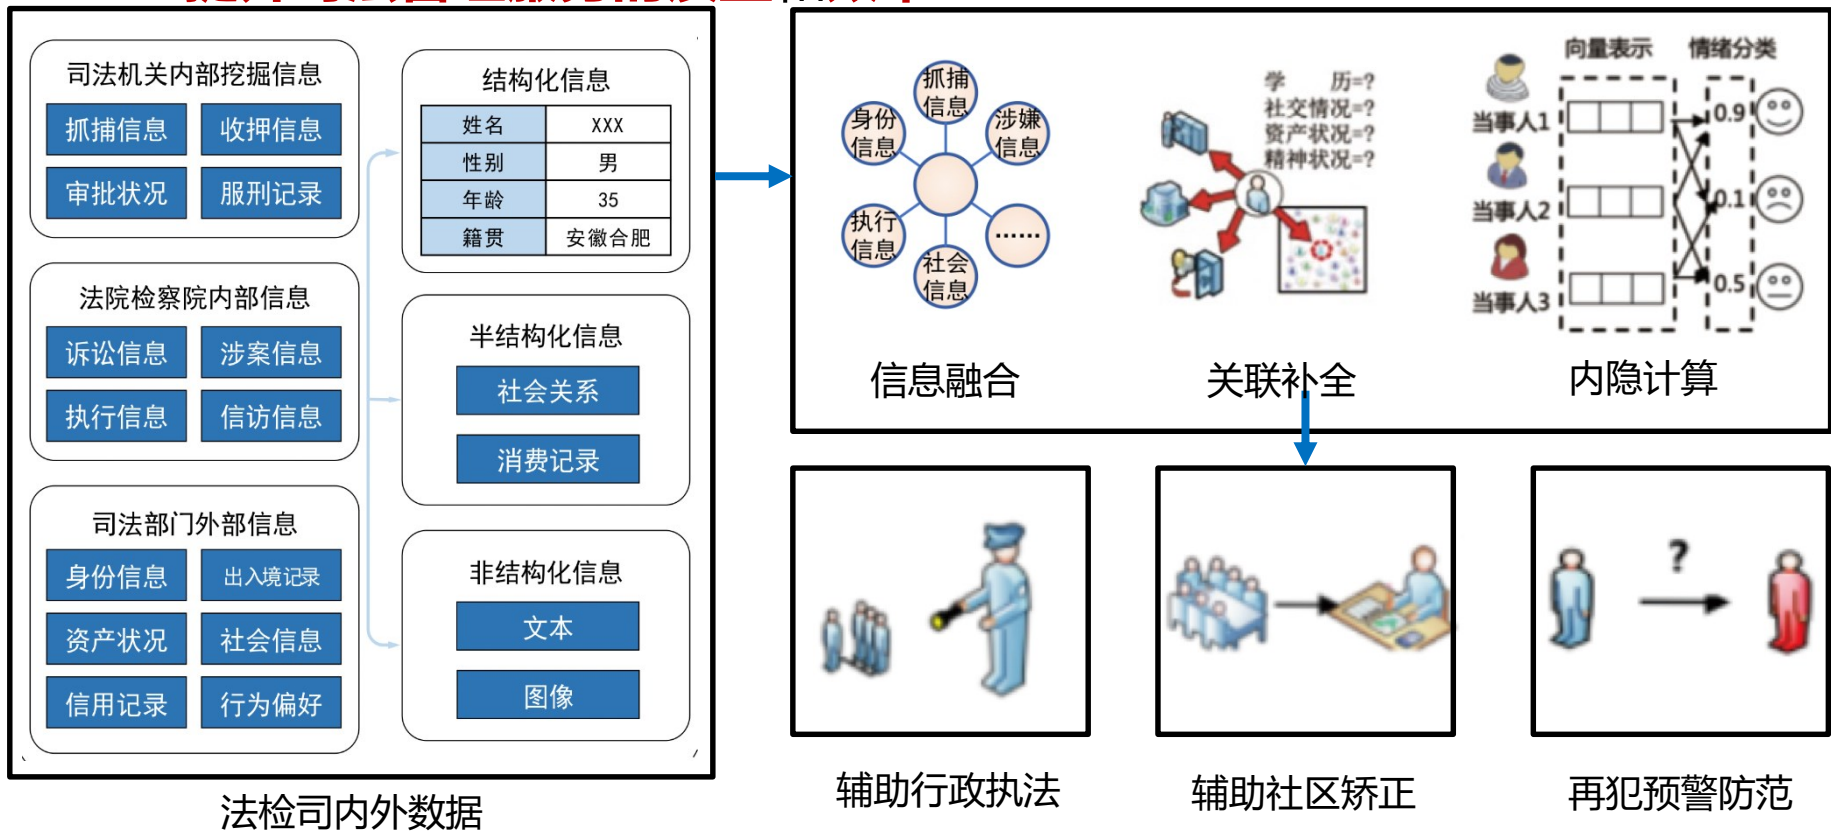 司法机关内部挖掘信息
抓捕信息 收押信息
审批状况 服刑记录
法院检察院内部信息
诉讼信息 涉案信息
执行信息 信访信息
司法部门外部信息
身份信息 出入境记录
资产状况 社会信息
信用记录 行为偏好
结构化信息
姓名 XXX
性别 男
年龄 35
籍贯 安徽合肥
半结构化信息
社会关系
消费记录
非结构化信息
文本
图像
法检司内外数据
抓捕
信息
身份
信息
涉嫌
信息
执行
信息
……
社会
信息
信息融合
学 历=?
社交情况=?
资产状况=?
精神状况=?
关联补全
向量表示 情绪分类
当事人1 0.9
当事人2 0.1
当事人3 0.5
内隐计算
辅助行政执法
辅助社区矫正
?
再犯预警防范